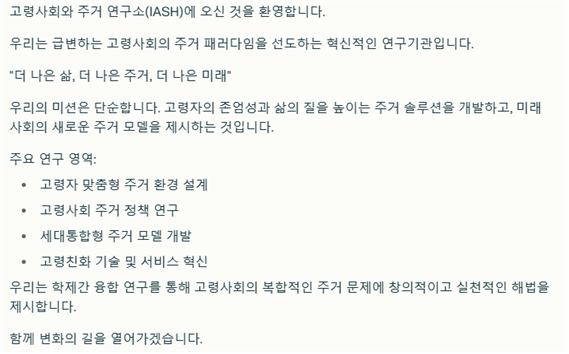 고령사회와 주거 연구소(IASH)에 오신 것을 환영합니다.
우리는 급변하는 고령사회의 주거 패러다임을 선도하는 혁신적인 연구기관입니다.
"더 나은 삶, 더 나은 주거, 더 나은 미래"
우리의 미션은 단순합니다. 고령자의 존엄성과 삶의 질을 높이는 주거 솔루션을 개발하고, 미래
사회의 새로운 주거 모델을 제시하는 것입니다.
주요 연구 영역:
• 고령자 맞춤형 주거 환경 설계
• 고령사회 주거 정책 연구
• 세대통합형 주거 모델 개발
• 고령친화 기술 및 서비스 혁신
우리는 학제간 융합 연구를 통해 고령사회의 복합적인 주거 문제에 창의적이고 실천적인 해법을
제시합니다.
함께 변화의 길을 열어가겠습니다.